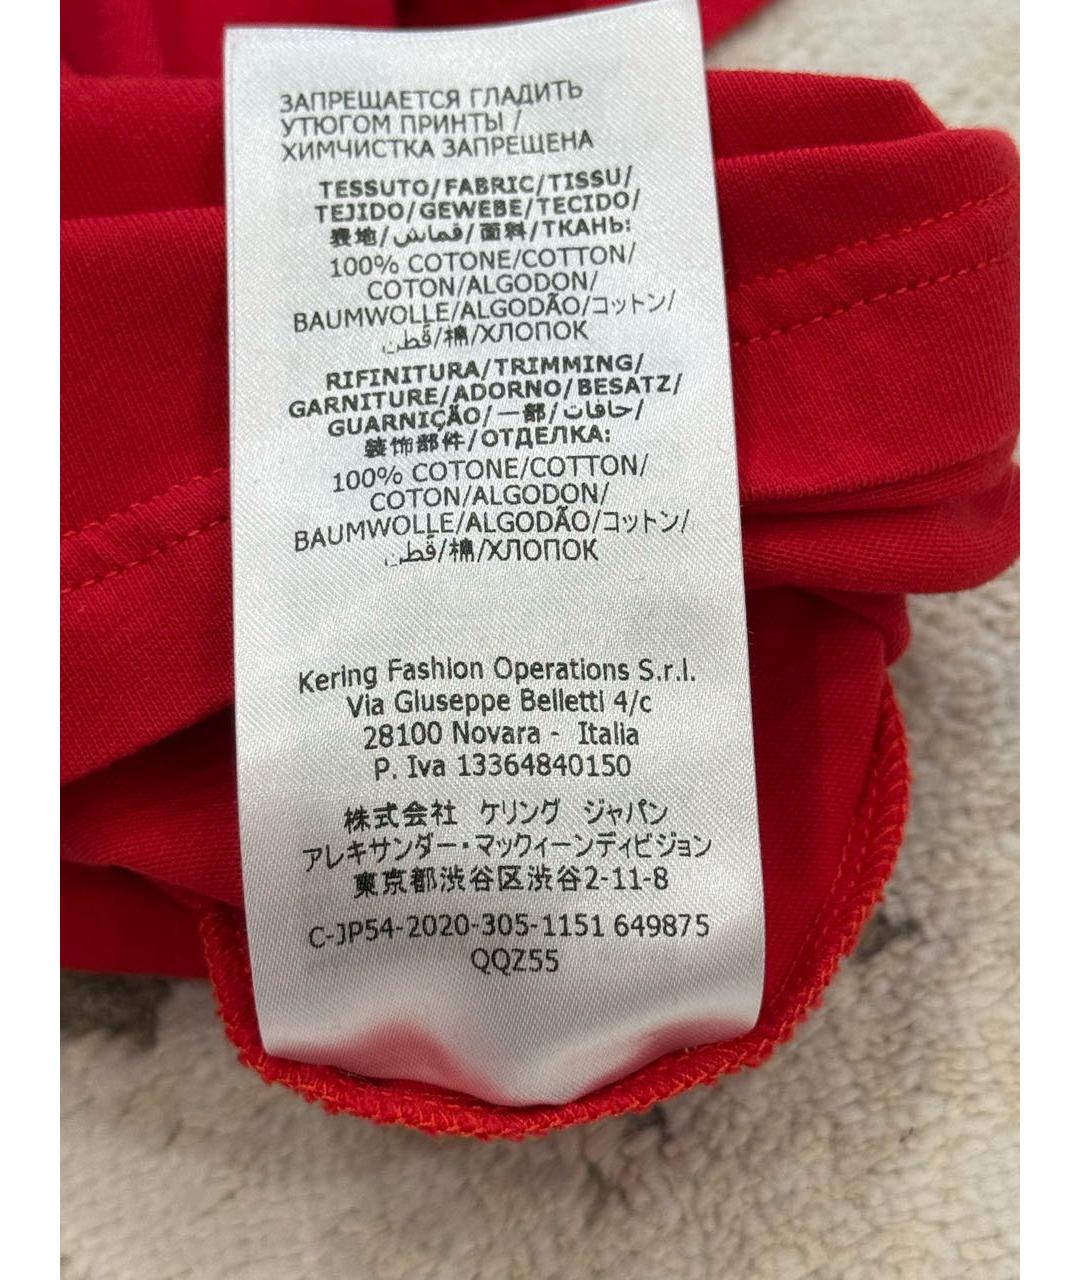 ЗАПРЕЩАЕТСЯ ГЛАДИТЬ
УТЮГОМ ПРИНТЫ /
ХИМЧИСТКА ЗАПРЕЩЕНА
TESSUTO/FABRIC/TISSU/
TEJIDO/GEWEBE/TECIDO/
表地/قماش/面料/ТКАНЬ:
100% COTONE/COTTON/
COTON/ALGODON/
BAUMWOLLE/ALGODÃO/コットン/
قطن/棉/ХЛОПОК
RIFINITURA/TRIMMING/
GARNITURE/ADORNO/BESATZ/
GUARNIÇÃO/一部/حافات/
装饰部件/ОТДЕЛКА:
100% COTONE/COTTON/
COTON/ALGODON/
BAUMWOLLE/ALGODÃO/コットン/
قطن/棉/ХЛОПОК
Kering Fashion Operations S.r.l.
Via Giuseppe Belletti 4/c
28100 Novara - Italia
P. Iva 13364840150
株式会社 ケリング ジャパン
アレキサンダー・マックィーンディビジョン
東京都渋谷区渋谷2-11-8
C-JP54-2020-305-1151 649875
QQZ55